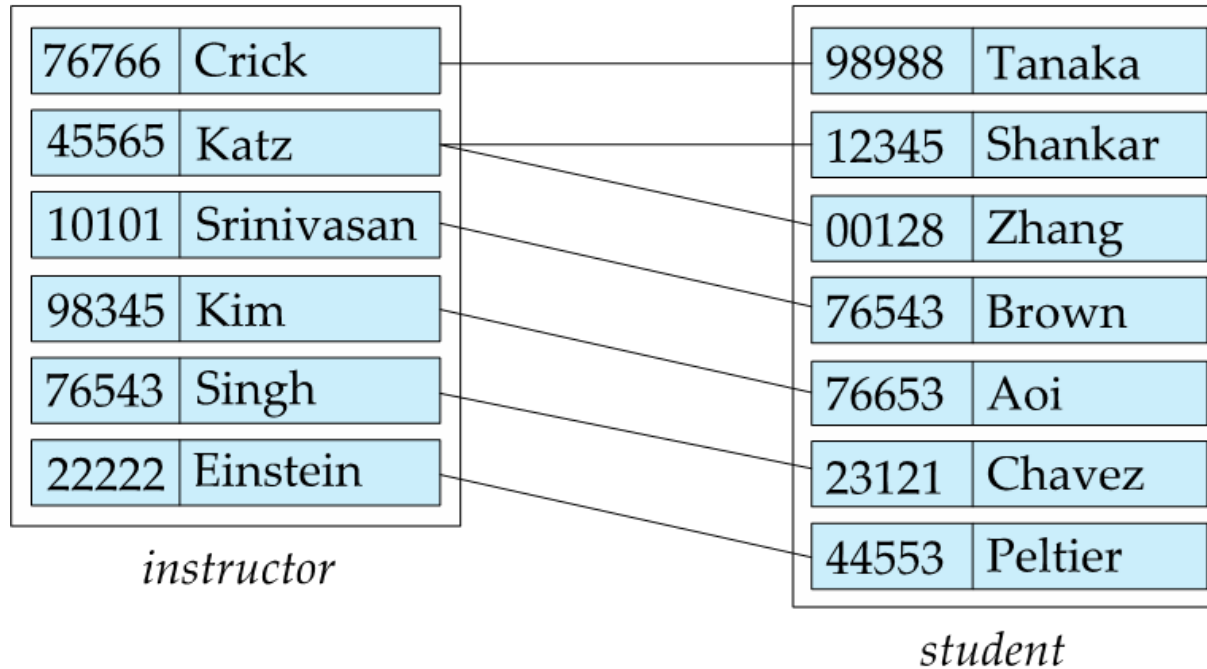 76766 Crick
45565 Katz
10101 Srinivasan
98345 Kim
76543 Singh
22222 Einstein
instructor
98988 Tanaka
12345 Shankar
00128 Zhang
76543 Brown
76653 Aoi
23121 Chavez
44553 Peltier
student